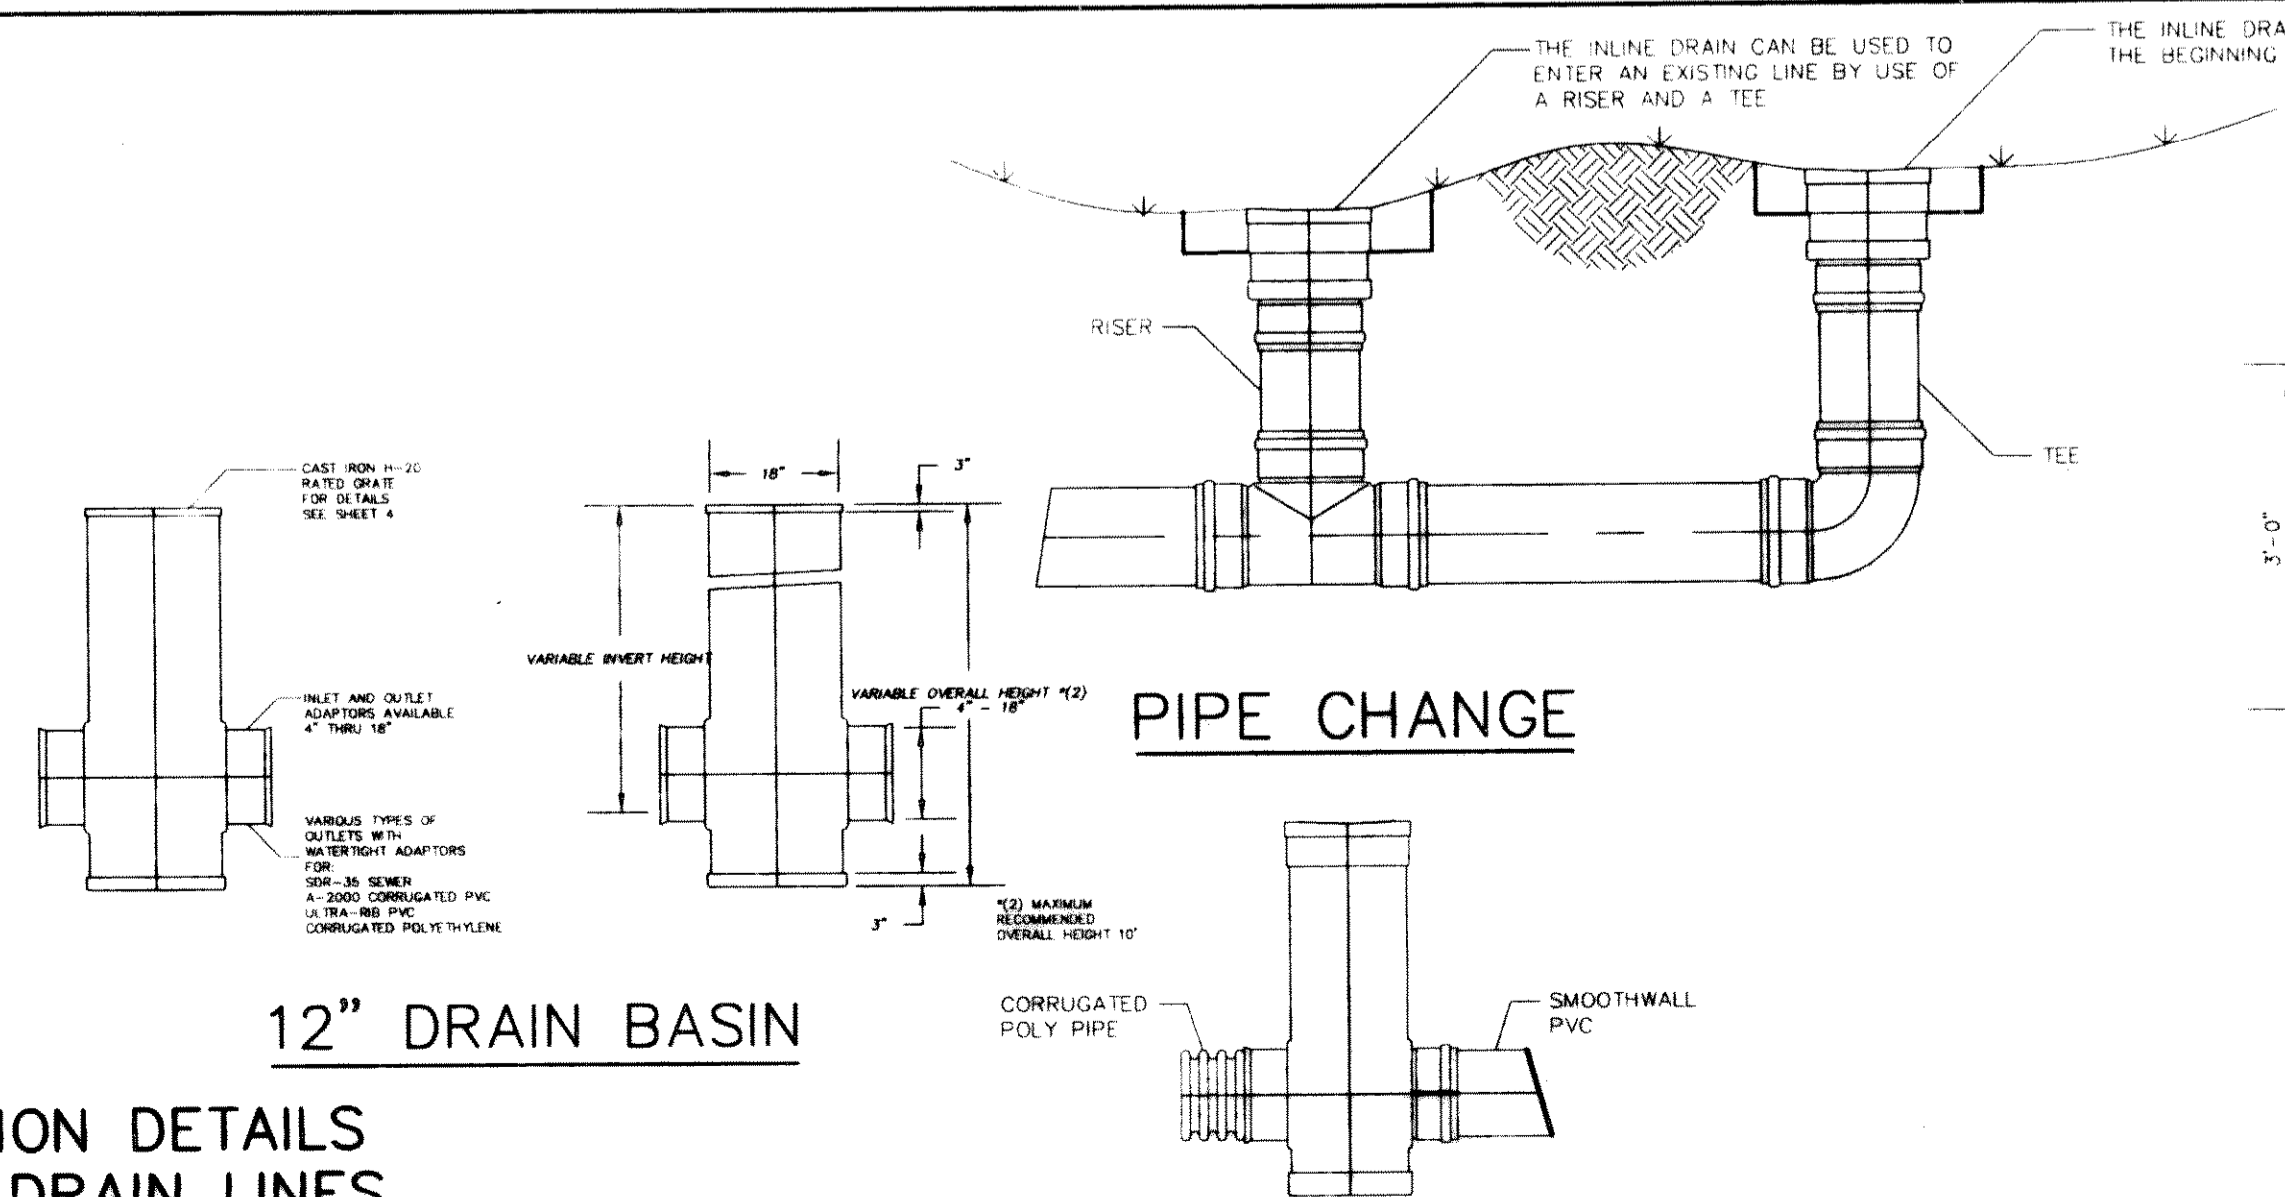 THE INLINE DRAIN CAN BE USED TO
ENTER AN EXISTING LINE BY USE OF
A RISER AND A TEE
THE INLINE DRA
THE BEGINNING
RISER
TEE
3'-0"
CAST IRON H-20
RATED GRATE
FOR DETAILS
SEE SHEET 4
INLET AND OUTLET
ADAPTORS AVAILABLE
4" THRU 18"
VARIOUS TYPES OF
OUTLETS WITH
WATERTIGHT ADAPTORS
FOR:
SDR-35 SEWER
A-2000 CORRUGATED PVC
ULTRA-RIB PVC
CORRUGATED POLYETHYLENE
18"
3"
VARIABLE INVERT HEIGHT
VARIABLE OVERALL HEIGHT *(2)
4" - 18"
3"
*(2) MAXIMUM
RECOMMENDED
OVERALL HEIGHT 10'
12" DRAIN BASIN
PIPE CHANGE
CORRUGATED
POLY PIPE
SMOOTHWALL
PVC
ION DETAILS
DRAIN LINES